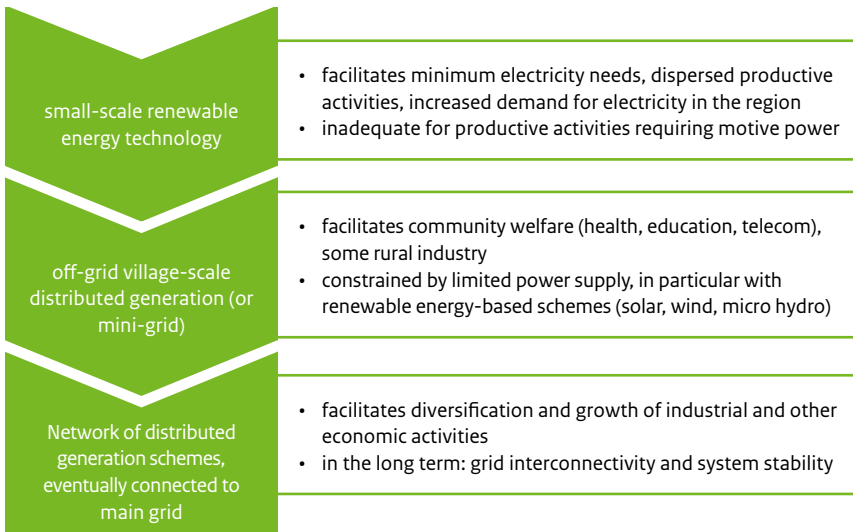 small-scale renewable
energy technology
• facilitates minimum electricity needs, dispersed productive
activities, increased demand for electricity in the region
• inadequate for productive activities requiring motive power
off-grid village-scale
distributed generation (or
mini-grid)
• facilitates community welfare (health, education, telecom),
some rural industry
• constrained by limited power supply, in particular with
renewable energy-based schemes (solar, wind, micro hydro)
Network of distributed
generation schemes,
eventually connected to
main grid
• facilitates diversification and growth of industrial and other
economic activities
• in the long term: grid interconnectivity and system stability